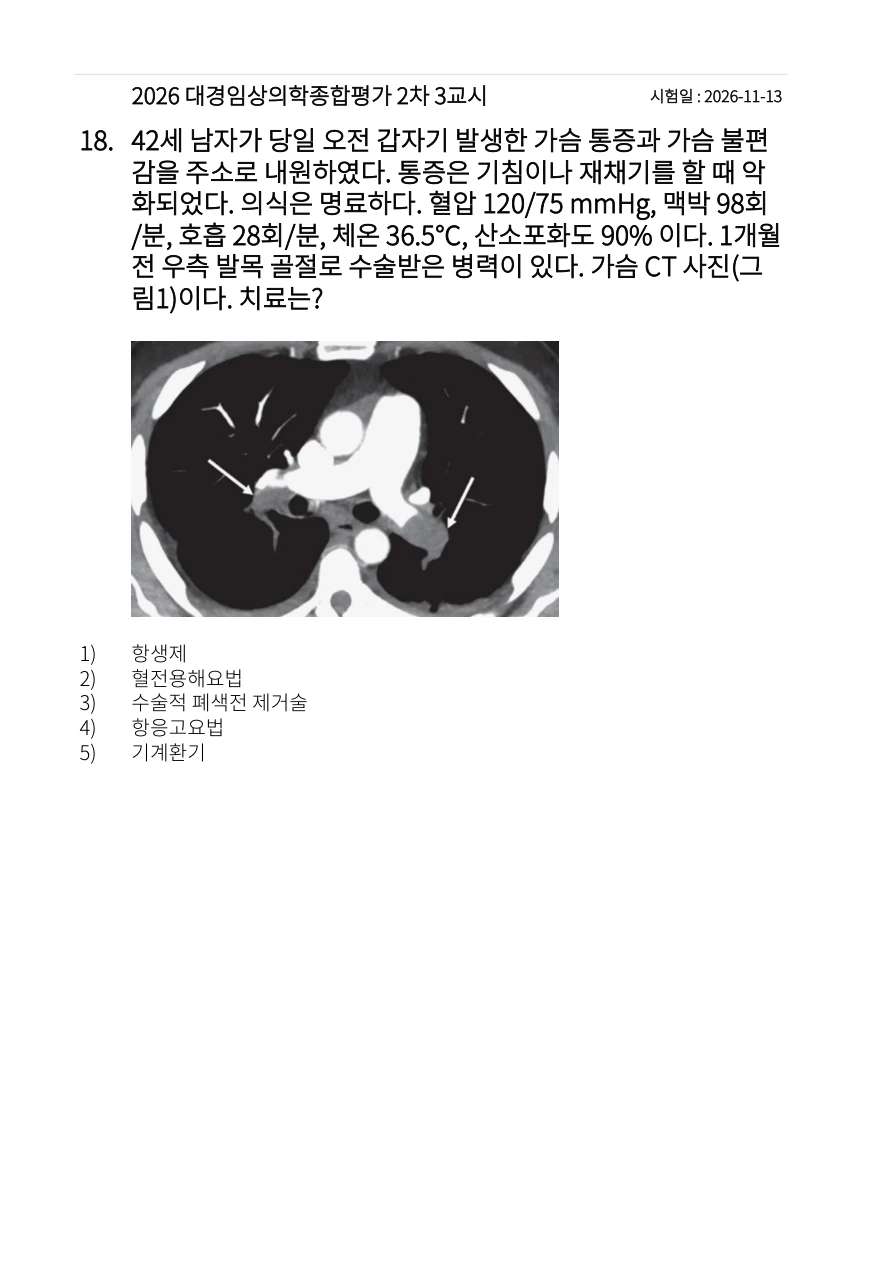 2026 대경임상의학종합평가 2차 3교시
시험일 : 2026-11-13
18. 42세 남자가 당일 오전 갑자기 발생한 가슴 통증과 가슴 불편
감을 주소로 내원하였다. 통증은 기침이나 재채기를 할 때 악
화되었다. 의식은 명료하다. 혈압 120/75 mmHg, 맥박 98회
/분, 호흡 28회/분, 체온 36.5°C, 산소포화도 90% 이다. 1개월
전 우측 발목 골절로 수술받은 병력이 있다. 가슴 CT 사진(그
림1)이다. 치료는?
1) 항생제
2) 혈전용해요법
3) 수술적 폐색전 제거술
4) 항응고요법
5) 기계환기